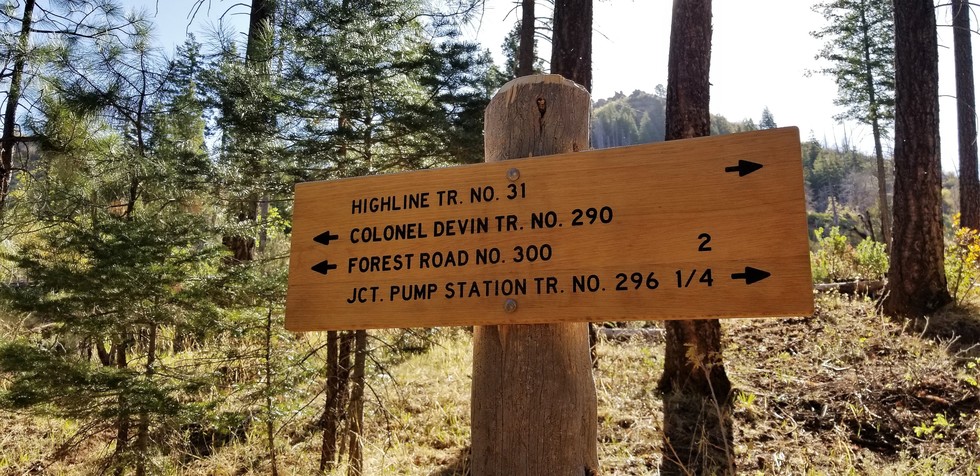 HIGHLINE TR. NO. 31
COLONEL DEVIN TR. NO. 290
FOREST ROAD NO. 300 2
JCT. PUMP STATION TR. NO. 296 1/4